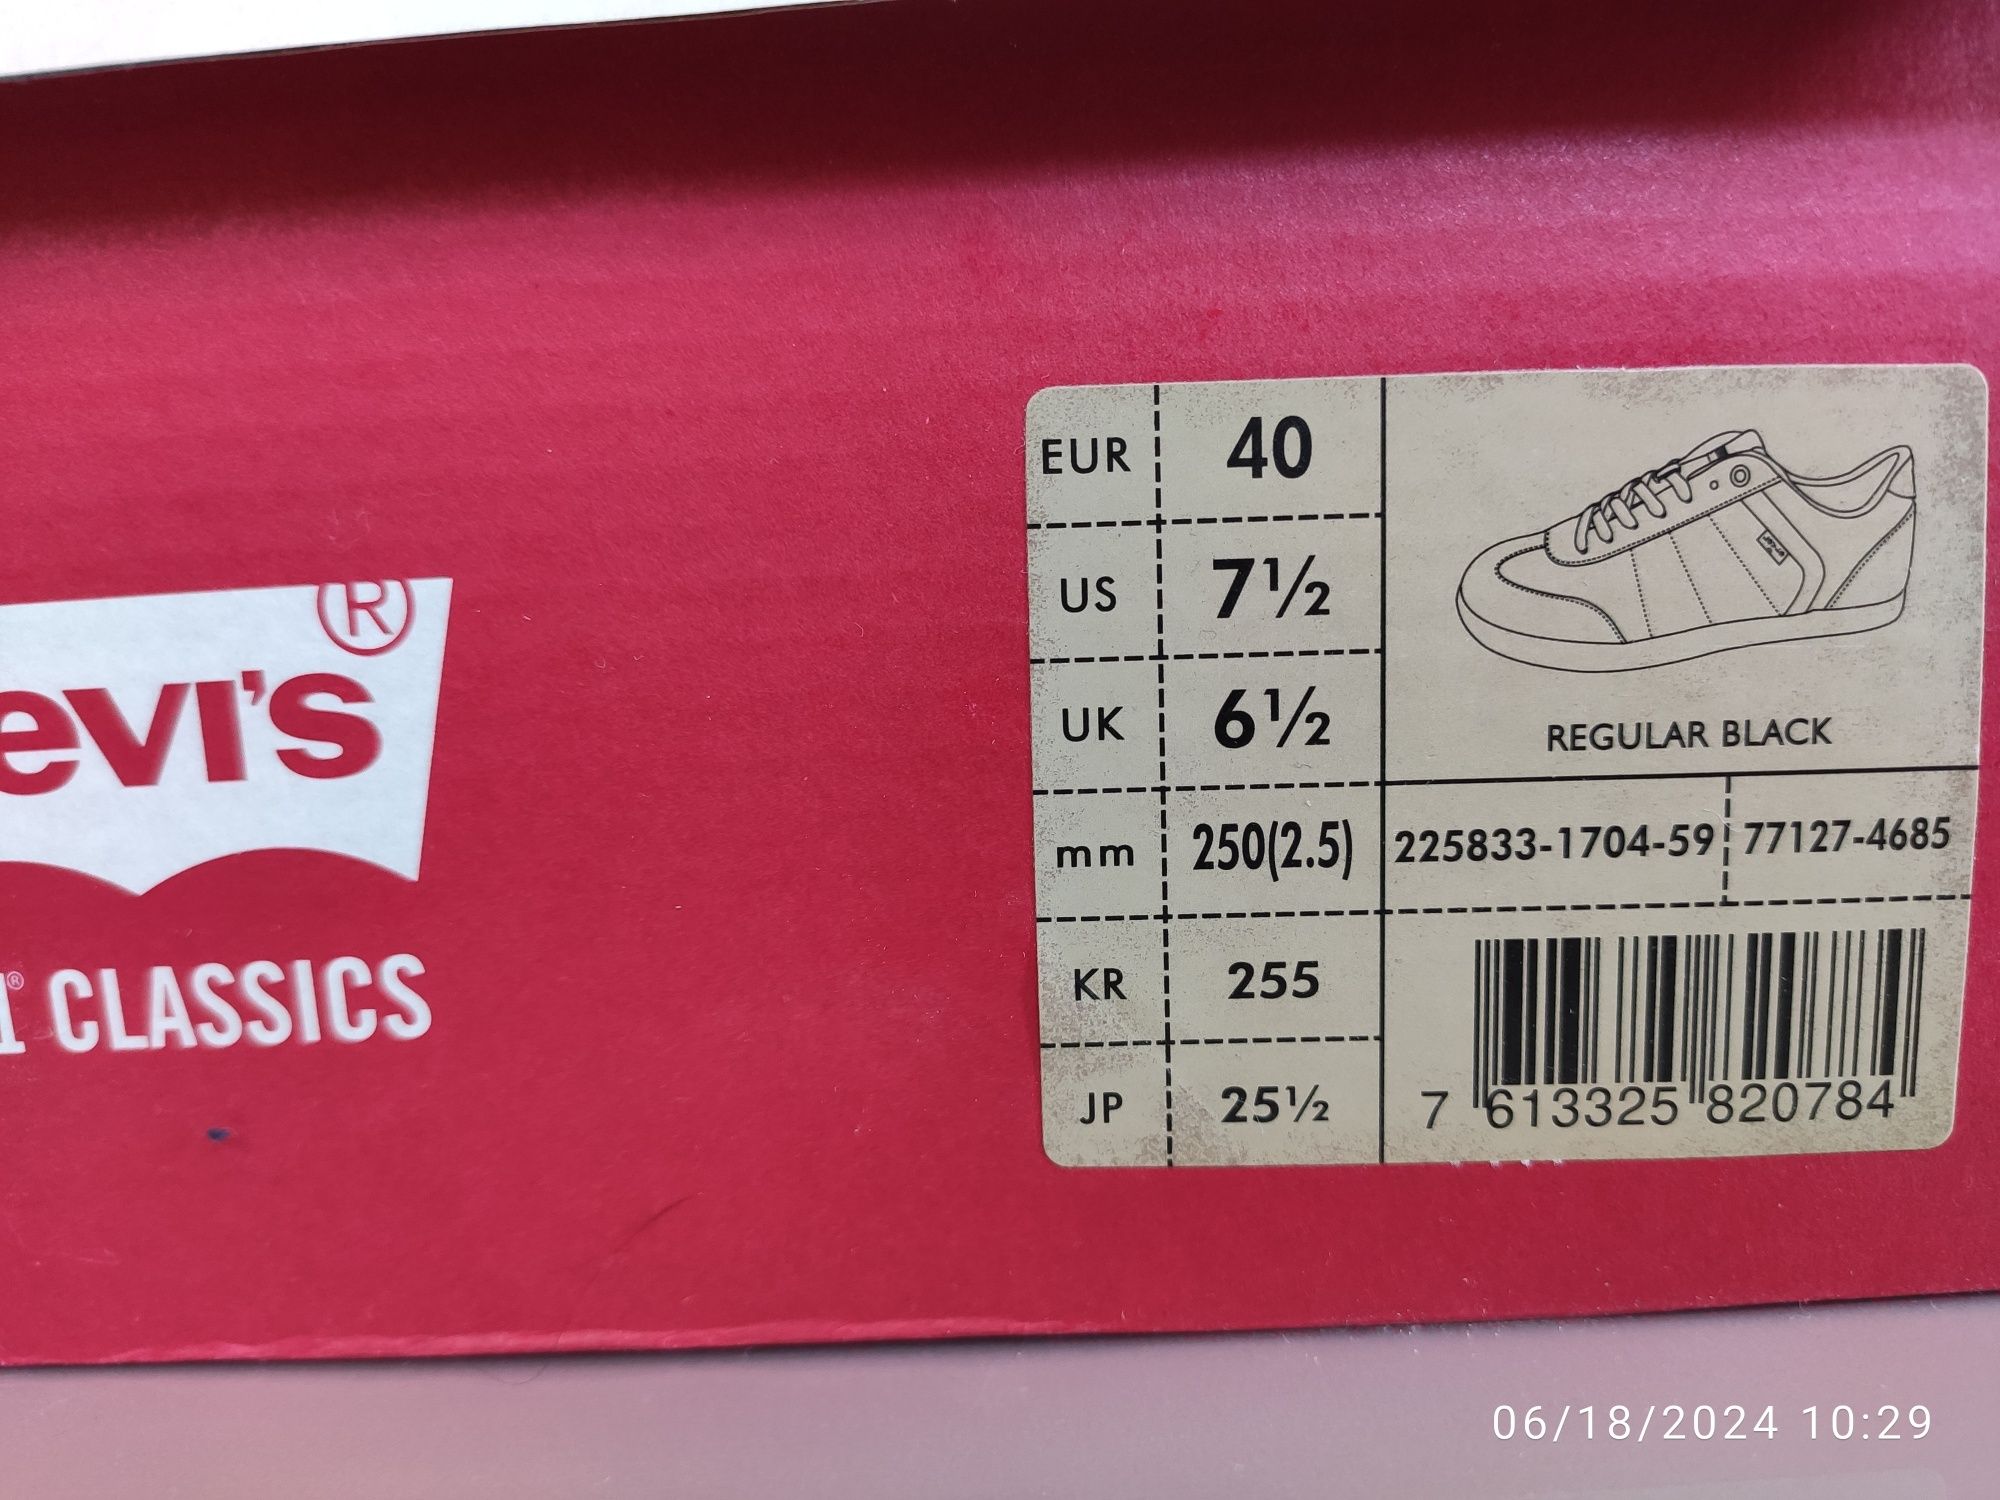 evi's®
1® CLASSICS
EUR 40
US 7½
UK 6½
mm 250(2.5)
KR 255
JP 25½
REGULAR BLACK
225833-1704-59 77127-4685
7 613325 820784
06/18/2024 10:29